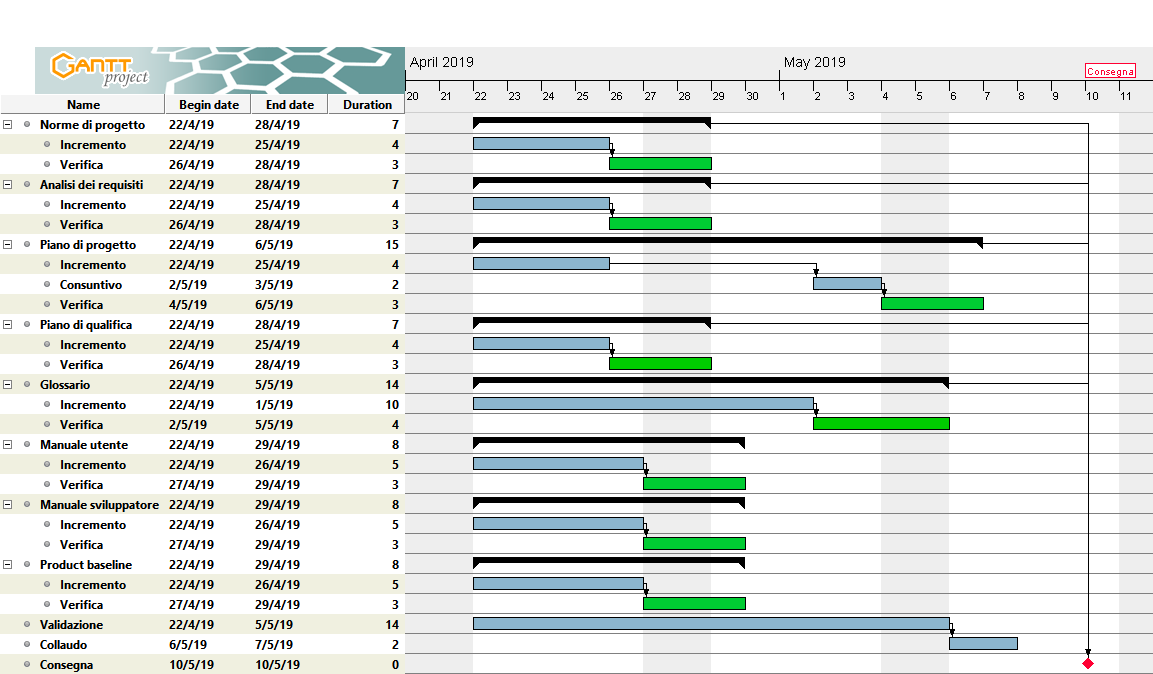 GANTT
project
April 2019 May 2019
Consegna
20 21 22 23 24 25 26 27 28 29 30 1 2 3 4 5 6 7 8 9 10 11
Name Begin date End date Duration
Norme di progetto 22/4/19 28/4/19 7
Incremento 22/4/19 25/4/19 4
Verifica 26/4/19 28/4/19 3
Analisi dei requisiti 22/4/19 28/4/19 7
Incremento 22/4/19 25/4/19 4
Verifica 26/4/19 28/4/19 3
Piano di progetto 22/4/19 6/5/19 15
Incremento 22/4/19 25/4/19 4
Consuntivo 2/5/19 3/5/19 2
Verifica 4/5/19 6/5/19 3
Piano di qualifica 22/4/19 28/4/19 7
Incremento 22/4/19 25/4/19 4
Verifica 26/4/19 28/4/19 3
Glossario 22/4/19 5/5/19 14
Incremento 22/4/19 1/5/19 10
Verifica 2/5/19 5/5/19 4
Manuale utente 22/4/19 29/4/19 8
Incremento 22/4/19 26/4/19 5
Verifica 27/4/19 29/4/19 3
Manuale sviluppatore 22/4/19 29/4/19 8
Incremento 22/4/19 26/4/19 5
Verifica 27/4/19 29/4/19 3
Product baseline 22/4/19 29/4/19 8
Incremento 22/4/19 26/4/19 5
Verifica 27/4/19 29/4/19 3
Validazione 22/4/19 5/5/19 14
Collaudo 6/5/19 7/5/19 2
Consegna 10/5/19 10/5/19 0